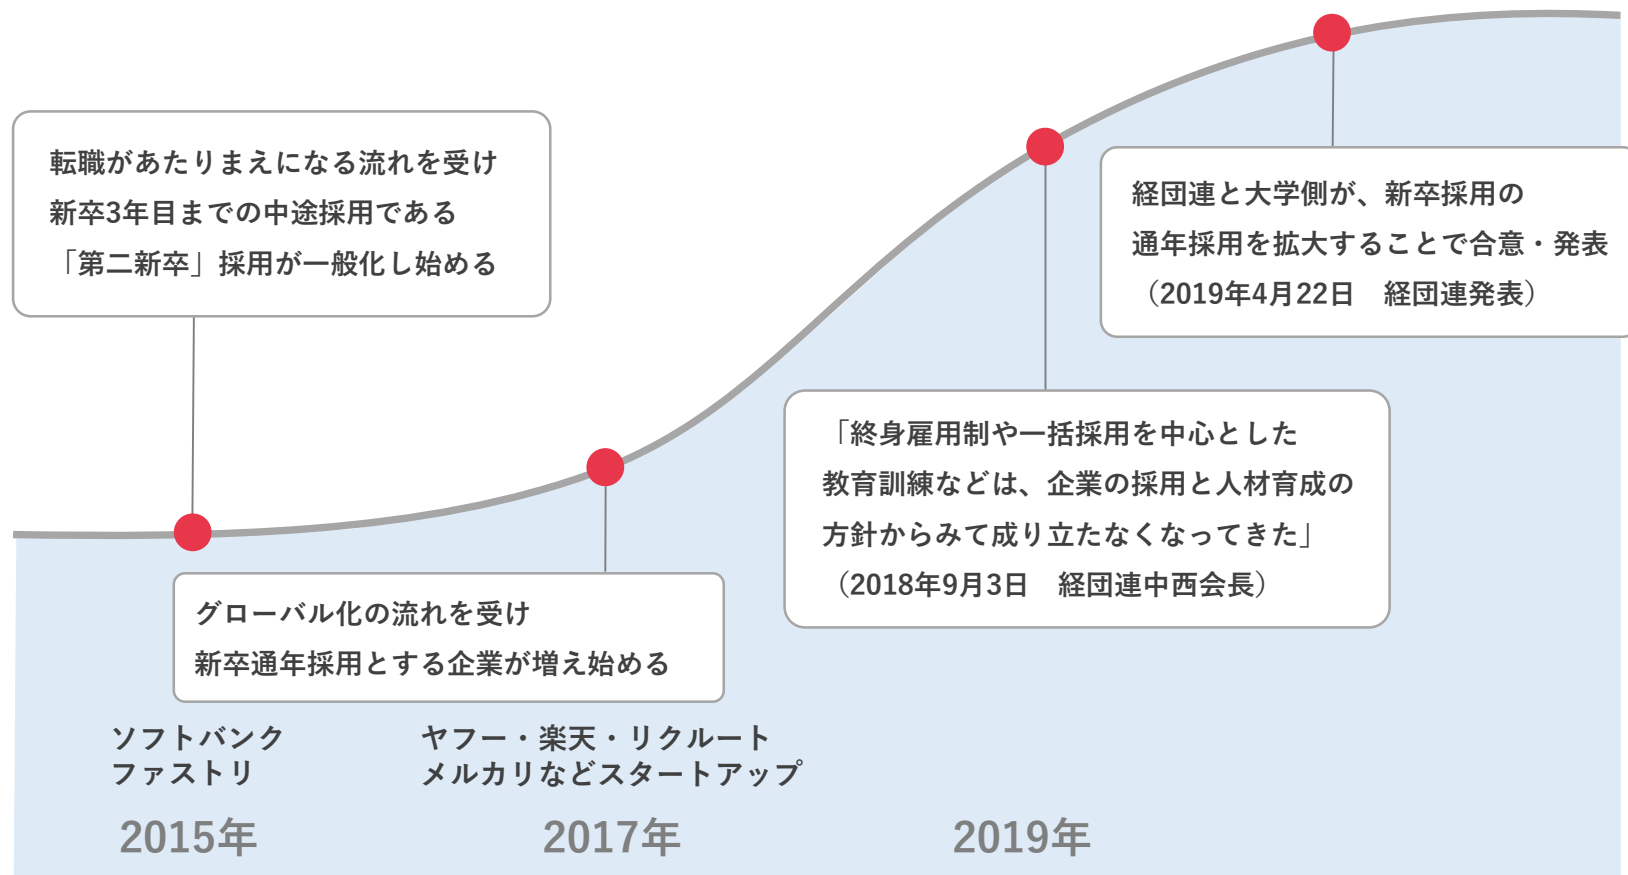 転職があたりまえになる流れを受け
新卒3年目までの中途採用である
「第二新卒」採用が一般化し始める
経団連と大学側が、新卒採用の
通年採用を拡大することで合意・発表
（2019年4月22日　経団連発表）
「終身雇用制や一括採用を中心とした
教育訓練などは、企業の採用と人材育成の
方針からみて成り立たなくなってきた」
（2018年9月3日　経団連中西会長）
グローバル化の流れを受け
新卒通年採用とする企業が増え始める
ソフトバンク
ファストリ
ヤフー・楽天・リクルート
メルカリなどスタートアップ
2015年
2017年
2019年